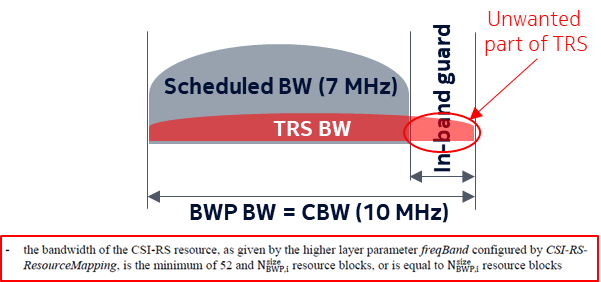 Unwanted
part of TRS
In-band guard
Scheduled BW (7 MHz)
TRS BW
BWP BW = CBW (10 MHz)
- the bandwidth of the CSI-RS resource, as given by the higher layer parameter freqBand configured by CSI-RS-
ResourceMapping, is the minimum of 52 and N^size_BWP,i resource blocks, or is equal to N^size_BWP,i resource blocks